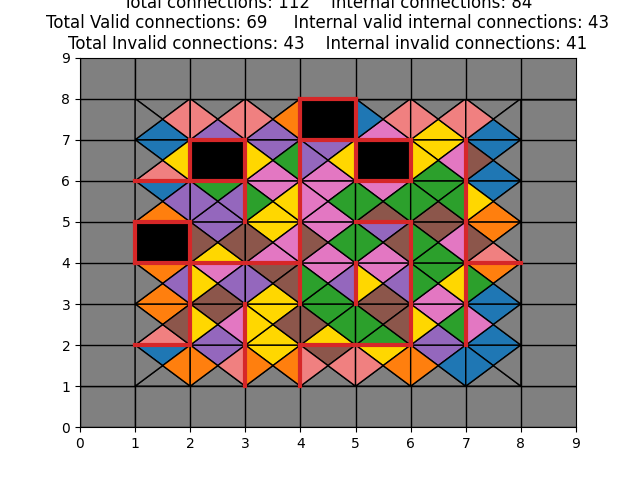 Total connections: 112 Internal connections: 84
Total Valid connections: 69 Internal valid internal connections: 43
Total Invalid connections: 43 Internal invalid connections: 41
9
8
7
6
5
4
3
2
1
0
0 1 2 3 4 5 6 7 8 9